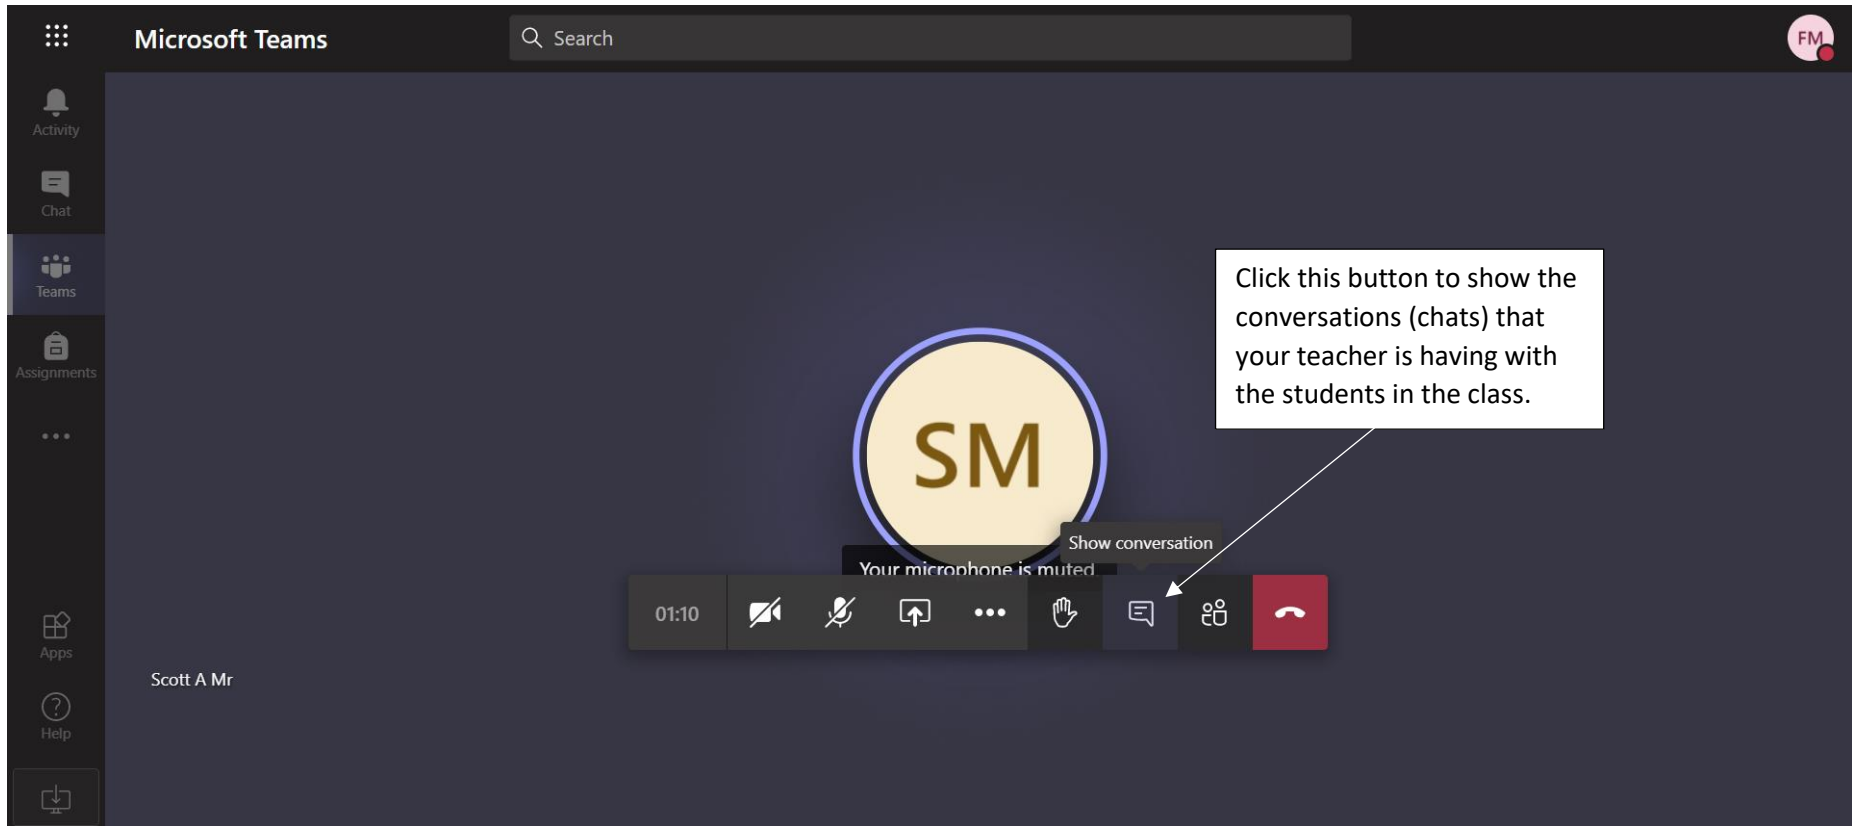 Microsoft Teams
Search
FM
Activity
Chat
Teams
Assignments
Apps
Help
Click this button to show the
conversations (chats) that
your teacher is having with
the students in the class.
SM
Show conversation
Your microphone is muted.
01:10
Scott A Mr